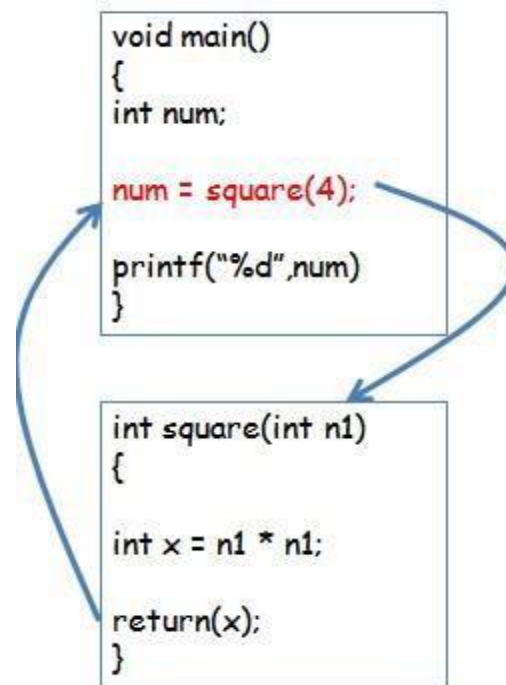 void main()
{
int num;
num = square(4);
printf(“%d”,num)
}
int square(int n1)
{
int x = n1 * n1;
return(x);
}